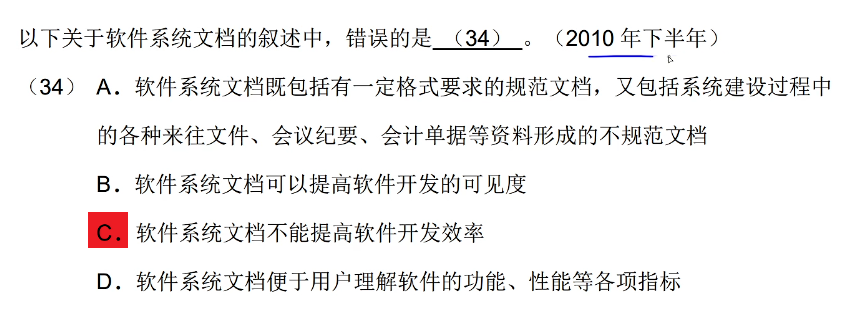 以下关于软件系统文档的叙述中，错误的是 （34） 。（2010 年下半年）
（34） A．软件系统文档既包括有一定格式要求的规范文档，又包括系统建设过程中
的各种来往文件、会议纪要、会计单据等资料形成的不规范文档
B．软件系统文档可以提高软件开发的可见度
C．软件系统文档不能提高软件开发效率
D．软件系统文档便于用户理解软件的功能、性能等各项指标